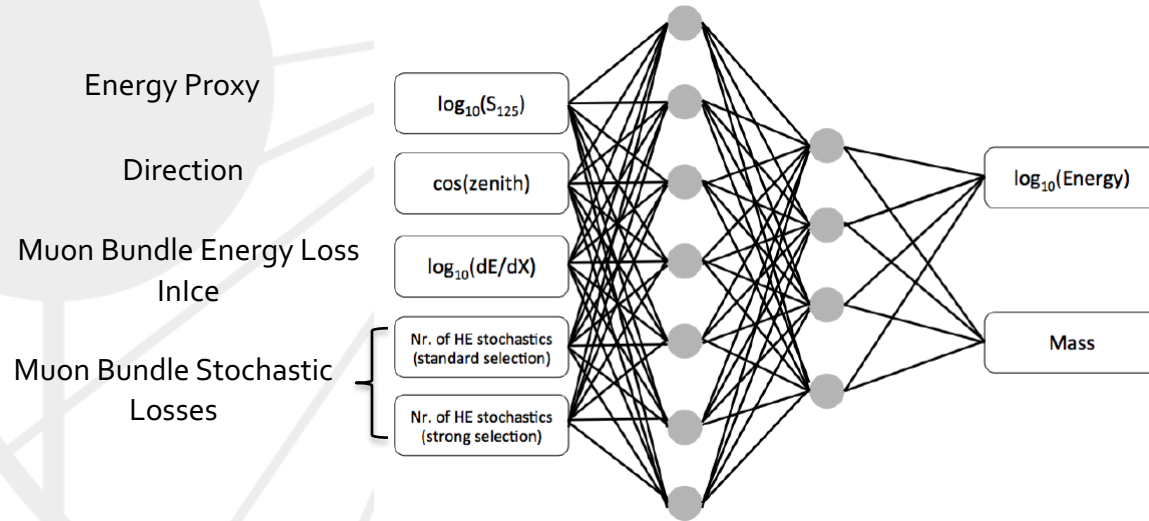 Energy Proxy
Direction
Muon Bundle Energy Loss
InIce
Muon Bundle Stochastic
Losses
log₁₀(S₁₂₅)
cos(zenith)
log₁₀(dE/dX)
Nr. of HE stochastics
(standard selection)
Nr. of HE stochastics
(strong selection)
log₁₀(Energy)
Mass